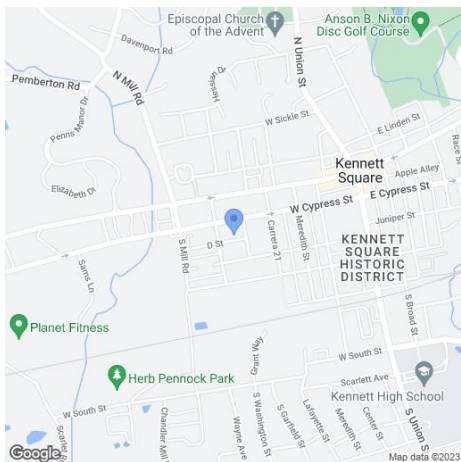 Episcopal Church
of the Advent
Anson B. Nixon
Disc Golf Course
Davenport Rd
N Union St
Pemberton Rd
N Mill Rd
Hessian Dr
Penns Manor Dr
W Sickle St
E Linden St
Race St
Kennett
Square
Apple Alley
Elizabeth Dr
W Cypress St
E Cypress St
Juniper St
Carrera 21
Meredith St
D St
S Mill Rd
KENNETT
SQUARE
HISTORIC
DISTRICT
Sams Ln
S Broad St
Planet Fitness
Great Way
W South St
Scarlett Ave
Herb Pennock Park
Kennett High School
W South St
Scarlet Rd
Chandler Mill
Wayne Ave
S Washington St
S Garfield St
Lafayette St
Meredith St
Center St
S Union St
Google
Map data ©2023